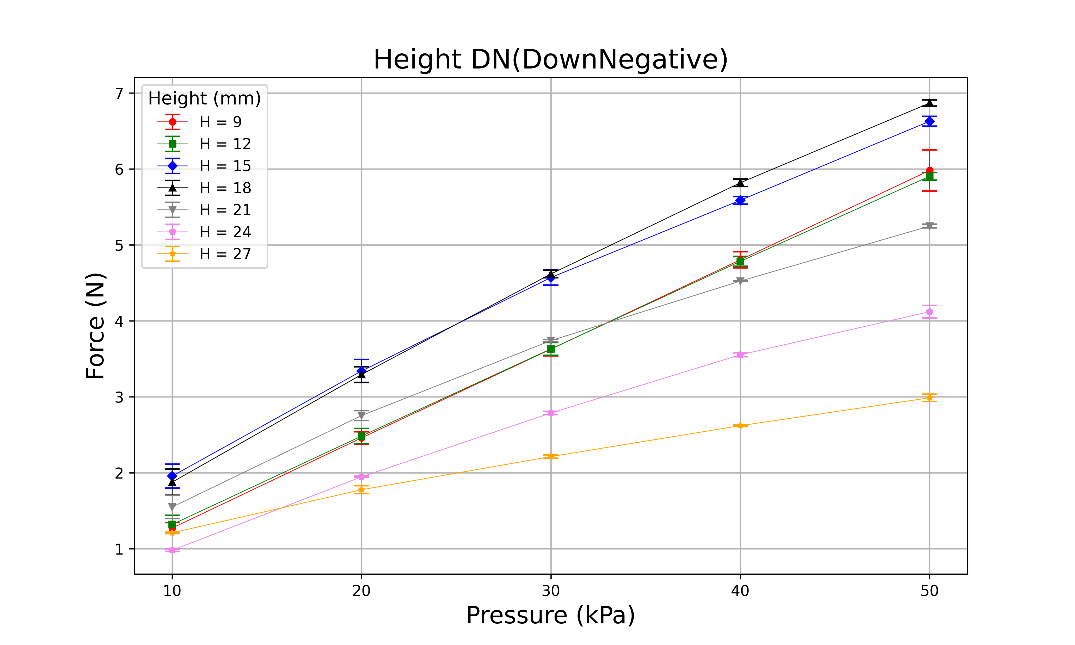 Height DN(DownNegative)
Height (mm)
H = 9
H = 12
H = 15
H = 18
H = 21
H = 24
H = 27
Force (N)
7
6
5
4
3
2
1
10 20 30 40 50
Pressure (kPa)